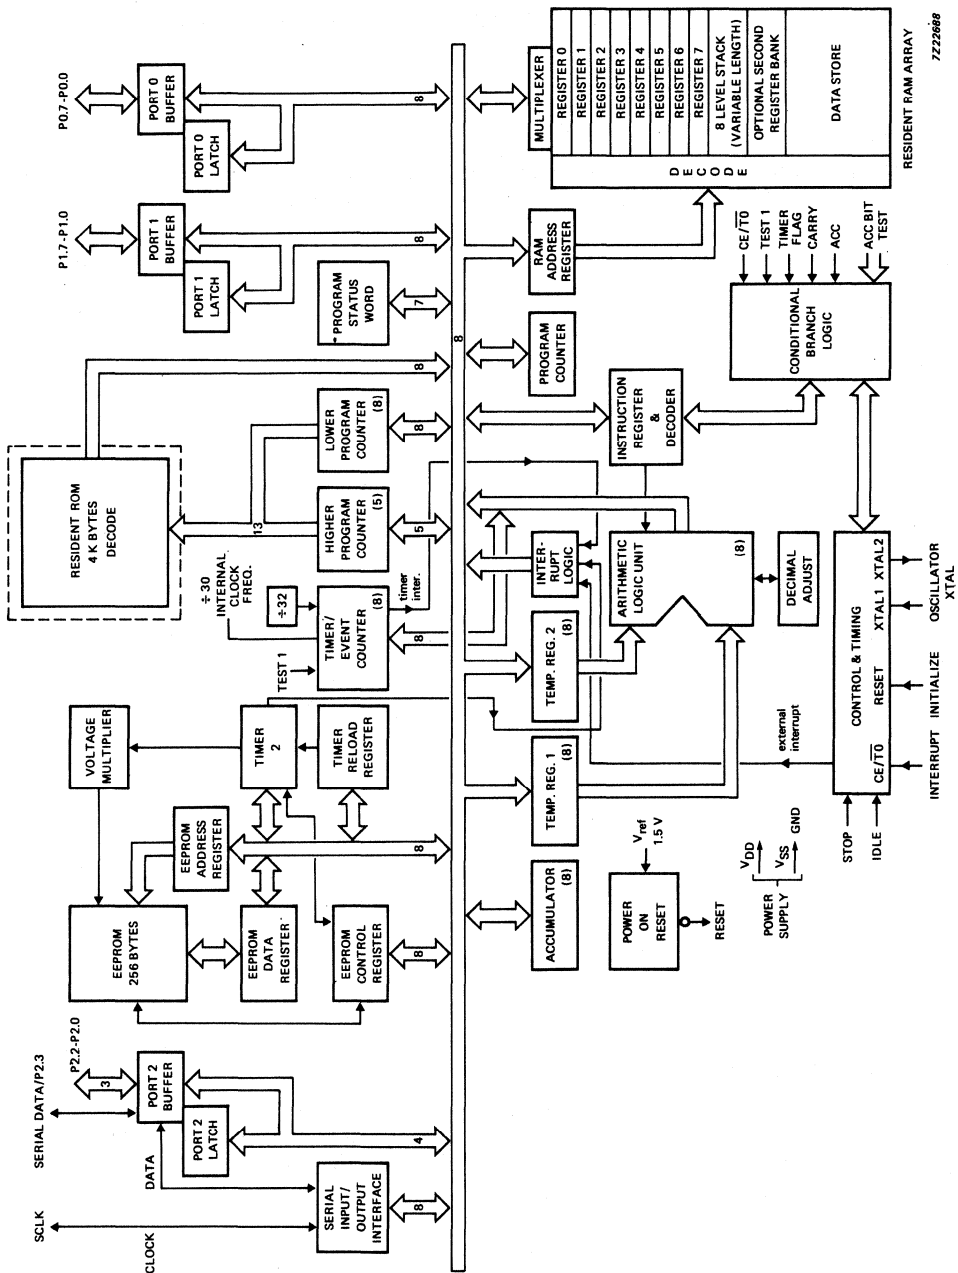 SCLK
CLOCK
SERIAL DATA/P2.3
DATA
P2.2-P2.0
3
PORT 2
BUFFER
PORT 2
LATCH
4
SERIAL
INPUT/
OUTPUT
INTERFACE
8
EEPROM
256 BYTES
EEPROM
DATA
REGISTER
EEPROM
CONTROL
REGISTER
8
EEPROM
ADDRESS
REGISTER
8
VOLTAGE
MULTIPLIER
TIMER
2
TIMER
RELOAD
REGISTER
TEST 1
÷ 30
INTERNAL
CLOCK
FREQ.
÷32
TIMER/
EVENT
COUNTER
(8)
timer
inter.
8
RESIDENT ROM
4 K BYTES
DECODE
13
HIGHER
PROGRAM
COUNTER
(5)
5
LOWER
PROGRAM
COUNTER
(8)
8
8
P1.7-P1.0
PORT 1
BUFFER
PORT 1
LATCH
8
* PROGRAM
STATUS
WORD
7
P0.7-P0.0
PORT 0
BUFFER
PORT 0
LATCH
8
8
ACCUMULATOR
(8)
POWER
ON
RESET
Vref
1.5 V
RESET
POWER
SUPPLY
VDD
VSS
GND
TEMP. REG. 1
(8)
TEMP. REG. 2
(8)
INTER-
RUPT
LOGIC
ARITHMETIC
LOGIC UNIT
(8)
DECIMAL
ADJUST
external
interrupt
STOP
IDLE
CONTROL & TIMING
CE/T0
RESET
XTAL1
XTAL2
INTERRUPT
INITIALIZE
OSCILLATOR
XTAL
INSTRUCTION
REGISTER
&
DECODER
PROGRAM
COUNTER
RAM
ADDRESS
REGISTER
CONDITIONAL
BRANCH
LOGIC
CE/T0
TEST 1
TIMER
FLAG
CARRY
ACC
ACC BIT
TEST
MULTIPLEXER
DECODE
REGISTER 0
REGISTER 1
REGISTER 2
REGISTER 3
REGISTER 4
REGISTER 5
REGISTER 6
REGISTER 7
8 LEVEL STACK
(VARIABLE LENGTH)
OPTIONAL SECOND
REGISTER BANK
DATA STORE
RESIDENT RAM ARRAY
7Z22688